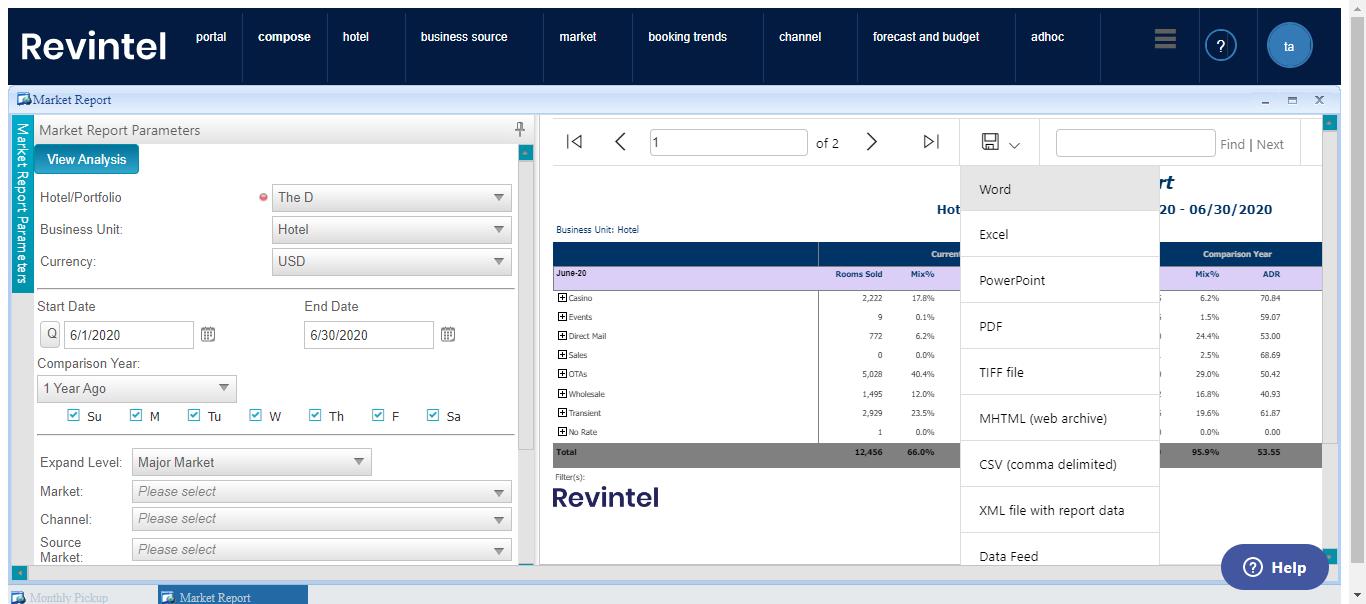 Revintel
portal
compose
hotel
business source
market
booking trends
channel
forecast and budget
adhoc
?
ta
Market Report
Market Report Parameters
Market Report Parameters
View Analysis
Hotel/Portfolio The D
Business Unit: Hotel
Currency: USD
Start Date End Date
Q 6/1/2020 6/30/2020
Comparison Year:
1 Year Ago
Su M Tu W Th F Sa
Expand Level: Major Market
Market: Please select
Channel: Please select
Source
Market: Please select
1 of 2 Find | Next
rt
Hot 20 - 06/30/2020
Business Unit: Hotel
Current Comparison Year
June-20 Rooms Sold Mix% Mix% ADR
Casino 2,222 17.8% 6.2% 70.84
Events 9 0.1% 1.5% 59.07
Direct Mail 772 6.2% 24.4% 53.00
Sales 0 0.0% 2.5% 68.69
OTAs 5,028 40.4% 29.0% 50.42
Wholesale 1,495 12.0% 16.8% 40.93
Transient 2,929 23.5% 19.6% 61.87
No Rate 1 0.0% 0.0% 0.00
Total 12,456 66.0% 95.9% 53.55
Filter(s):
Revintel
Word
Excel
PowerPoint
PDF
TIFF file
MHTML (web archive)
CSV (comma delimited)
XML file with report data
Data Feed
? Help
Monthly Pickup
Market Report